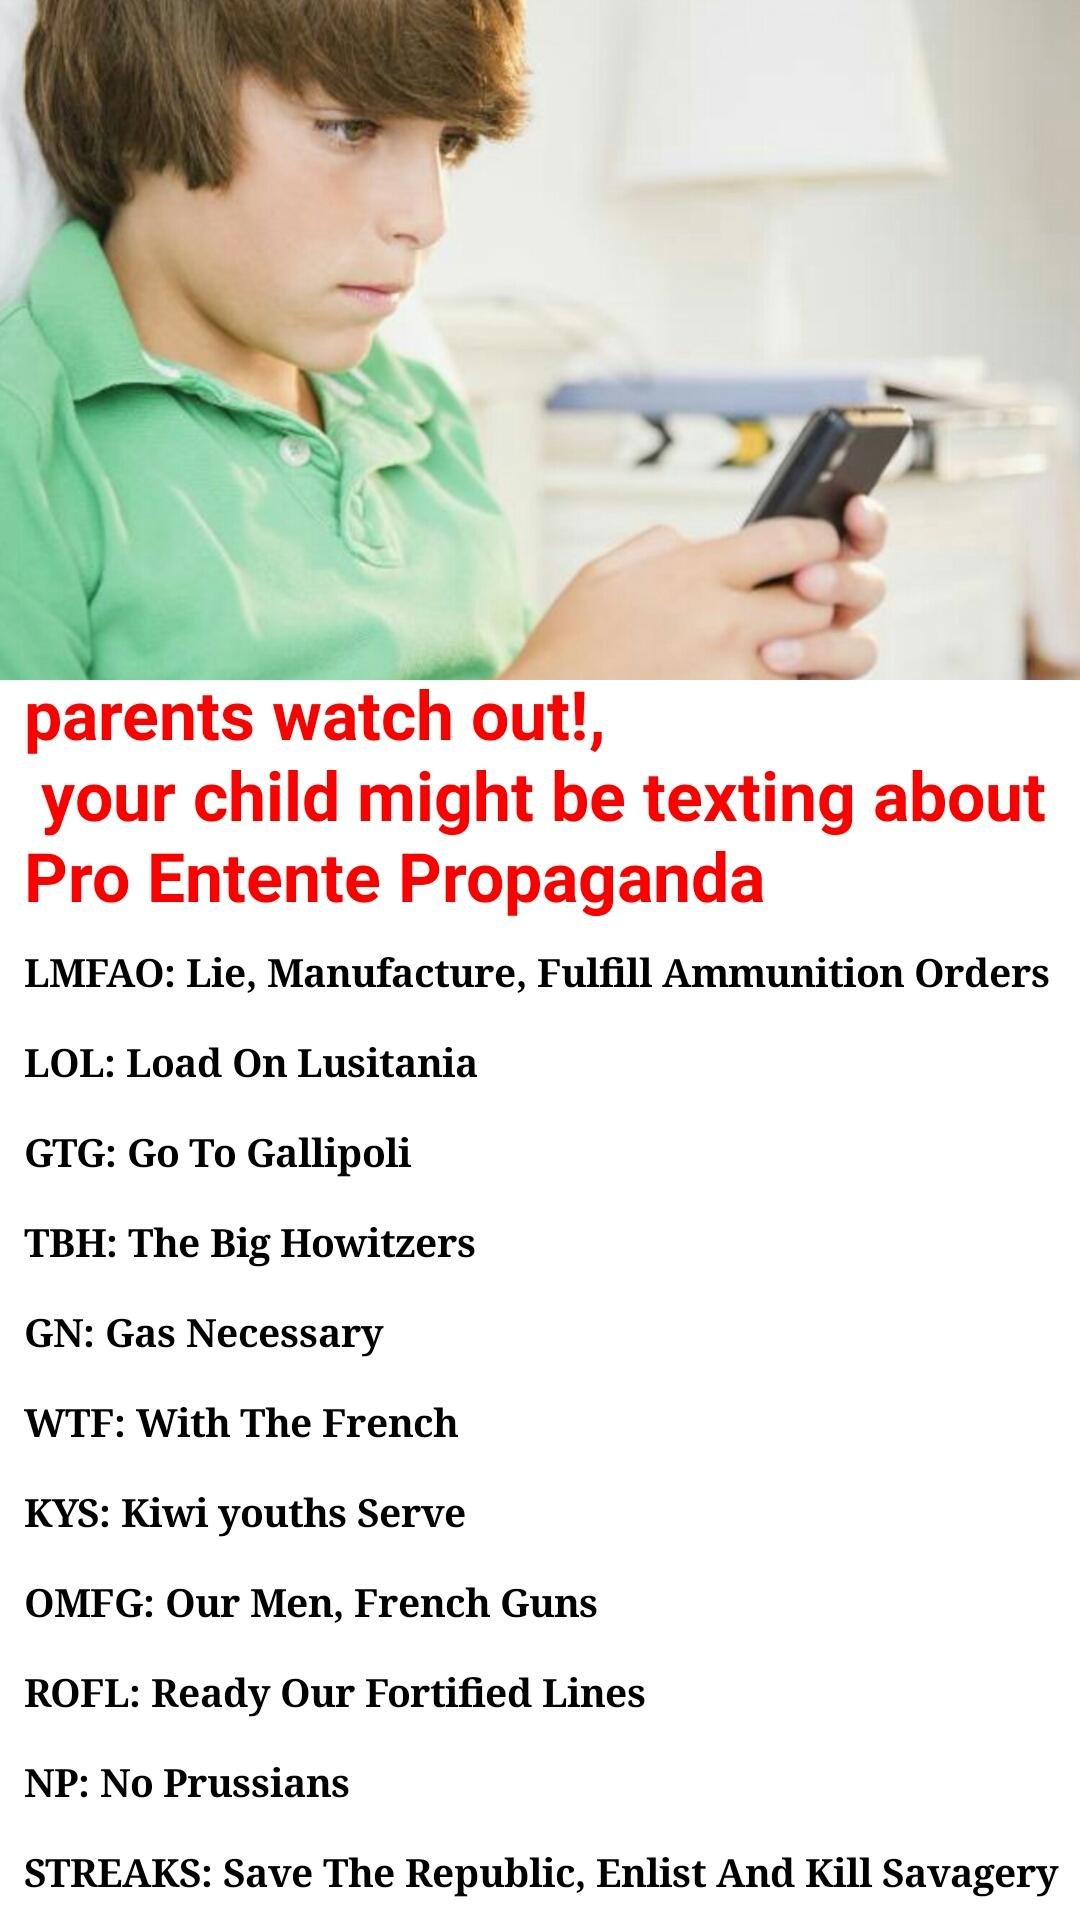 parents watch out!,
your child might be texting about
Pro Entente Propaganda
LMFAO: Lie, Manufacture, Fulfill Ammunition Orders
LOL: Load On Lusitania
GTG: Go To Gallipoli
TBH: The Big Howitzers
GN: Gas Necessary
WTF: With The French
KYS: Kiwi youths Serve
OMFG: Our Men, French Guns
ROFL: Ready Our Fortified Lines
NP: No Prussians
STREAKS: Save The Republic, Enlist And Kill Savagery